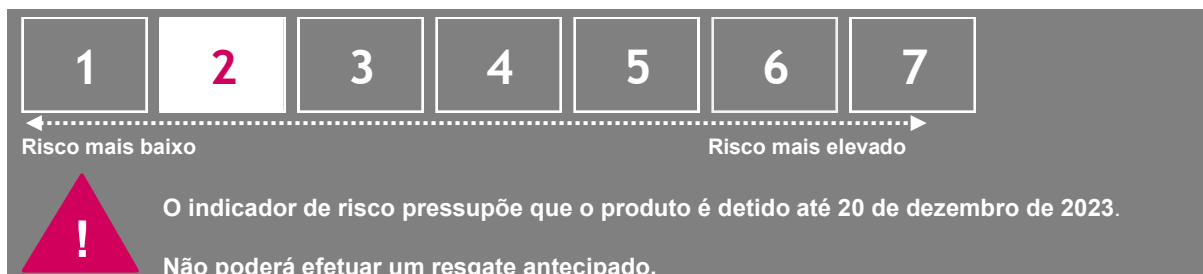 1 2 3 4 5 6 7
Risco mais baixo Risco mais elevado
! O indicador de risco pressupõe que o produto é detido até 20 de dezembro de 2023.
Não poderá efetuar um resgate antecipado.